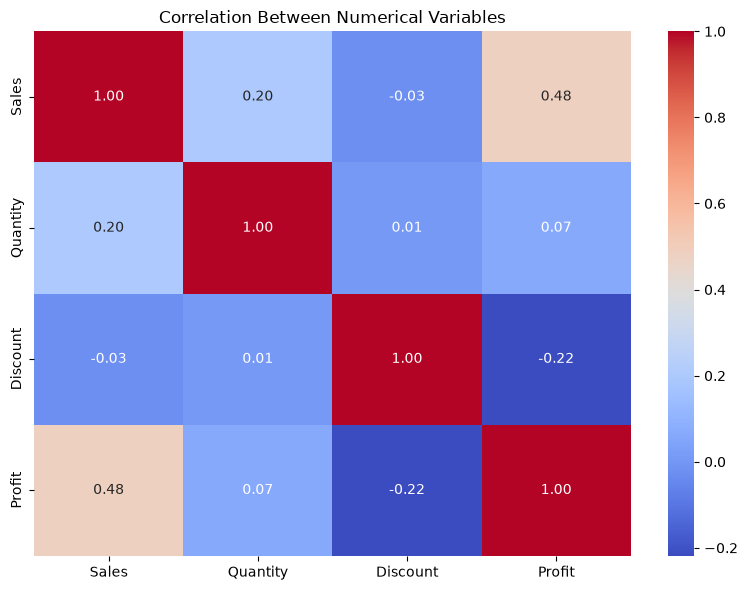 Correlation Between Numerical Variables
Sales 1.00 0.20 -0.03 0.48
Quantity 0.20 1.00 0.01 0.07
Discount -0.03 0.01 1.00 -0.22
Profit 0.48 0.07 -0.22 1.00
Sales Quantity Discount Profit
1.0
0.8
0.6
0.4
0.2
0.0
−0.2